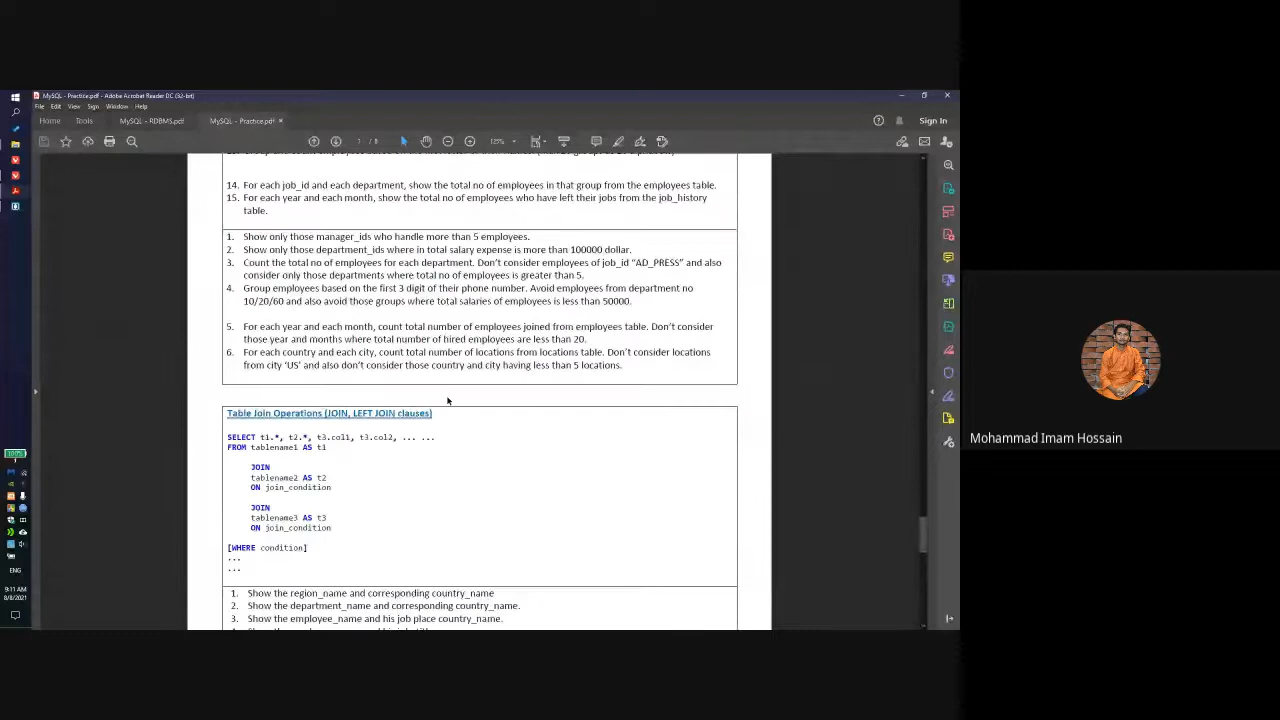 MySQL - Practice.pdf - Adobe Acrobat Reader DC (32-bit)
File Edit View Sign Window Help
Home Tools MySQL - RDBMS.pdf MySQL - Practice.pdf × Sign In
7 / 8 125%
14. For each job_id and each department, show the total no of employees in that group from the employees table.
15. For each year and each month, show the total no of employees who have left their jobs from the job_history
table.
1. Show only those manager_ids who handle more than 5 employees.
2. Show only those department_ids where in total salary expense is more than 100000 dollar.
3. Count the total no of employees for each department. Don't consider employees of job_id "AD_PRESS" and also
consider only those departments where total no of employees is greater than 5.
4. Group employees based on the first 3 digit of their phone number. Avoid employees from department no
10/20/60 and also avoid those groups where total salaries of employees is less than 50000.
5. For each year and each month, count total number of employees joined from employees table. Don't consider
those year and months where total number of hired employees are less than 20.
6. For each country and each city, count total number of locations from locations table. Don't consider locations
from city 'US' and also don't consider those country and city having less than 5 locations.
Table Join Operations (JOIN, LEFT JOIN clauses)
SELECT t1.*, t2.*, t3.col1, t3.col2, ... ...
FROM tablename1 AS t1
JOIN
tablename2 AS t2
ON join_condition
JOIN
tablename3 AS t3
ON join_condition
[WHERE condition]
...
...
1. Show the region_name and corresponding country_name
2. Show the department_name and corresponding country_name.
3. Show the employee_name and his job place country_name.
ENG
9:11 AM
8/8/2021
Mohammad Imam Hossain